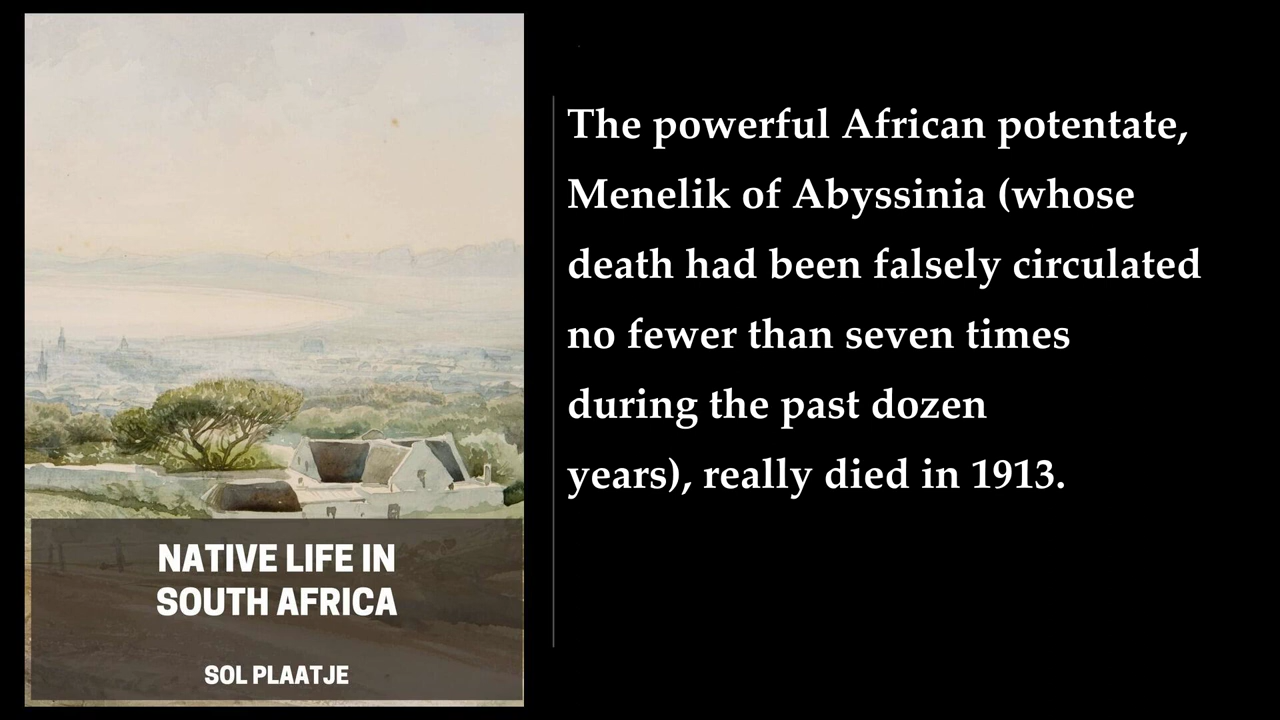 The powerful African potentate,
Menelik of Abyssinia (whose
death had been falsely circulated
no fewer than seven times
during the past dozen
years), really died in 1913.
NATIVE LIFE IN
SOUTH AFRICA
SOL PLAATJE